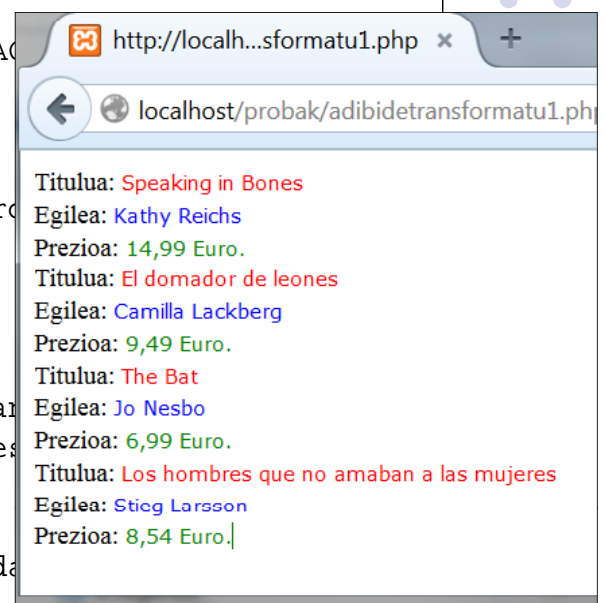 http://localh...sformatu1.php
localhost/probak/adibidetransformatu1.php
Titulua: Speaking in Bones
Egilea: Kathy Reichs
Prezioa: 14,99 Euro.
Titulua: El domador de leones
Egilea: Camilla Lackberg
Prezioa: 9,49 Euro.
Titulua: The Bat
Egilea: Jo Nesbo
Prezioa: 6,99 Euro.
Titulua: Los hombres que no amaban a las mujeres
Egilea: Stieg Larsson
Prezioa: 8,54 Euro.